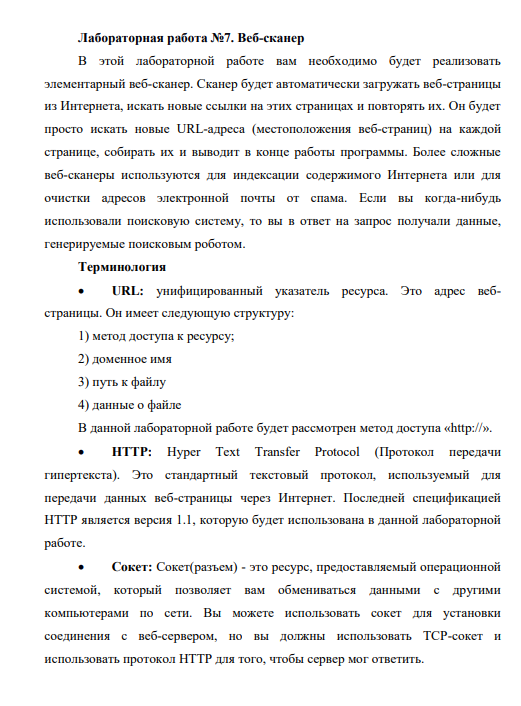 Лабораторная работа №7. Веб-сканер
В этой лабораторной работе вам необходимо будет реализовать
элементарный веб-сканер. Сканер будет автоматически загружать веб-страницы
из Интернета, искать новые ссылки на этих страницах и повторять их. Он будет
просто искать новые URL-адреса (местоположения веб-страниц) на каждой
странице, собирать их и выводит в конце работы программы. Более сложные
веб-сканеры используются для индексации содержимого Интернета или для
очистки адресов электронной почты от спама. Если вы когда-нибудь
использовали поисковую систему, то вы в ответ на запрос получали данные,
генерируемые поисковым роботом.
Терминология
• URL: унифицированный указатель ресурса. Это адрес веб-
страницы. Он имеет следующую структуру:
1) метод доступа к ресурсу;
2) доменное имя
3) путь к файлу
4) данные о файле
В данной лабораторной работе будет рассмотрен метод доступа «http://».
• HTTP: Hyper Text Transfer Protocol (Протокол передачи
гипертекста). Это стандартный текстовый протокол, используемый для
передачи данных веб-страницы через Интернет. Последней спецификацией
HTTP является версия 1.1, которую будет использована в данной лабораторной
работе.
• Сокет: Сокет(разъем) - это ресурс, предоставляемый операционной
системой, который позволяет вам обмениваться данными с другими
компьютерами по сети. Вы можете использовать сокет для установки
соединения с веб-сервером, но вы должны использовать TCP-сокет и
использовать протокол HTTP для того, чтобы сервер мог ответить.